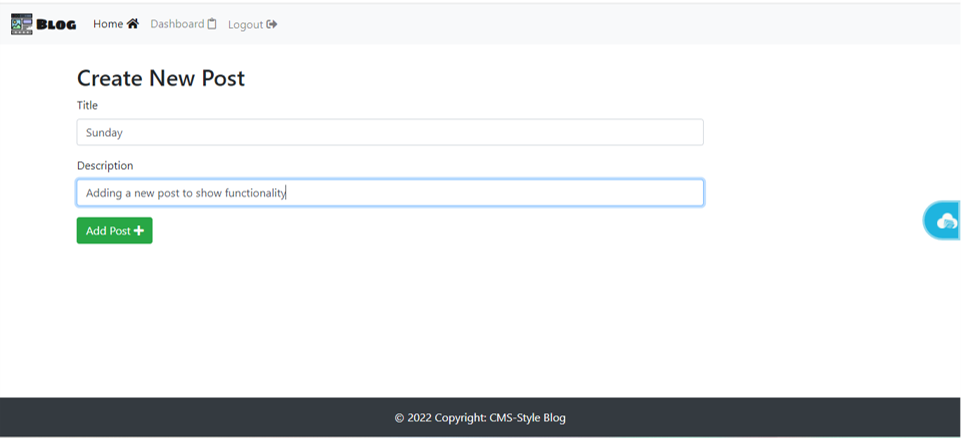 Blog Home Dashboard Logout
Create New Post
Title
Sunday
Description
Adding a new post to show functionality
Add Post
© 2022 Copyright: CMS-Style Blog